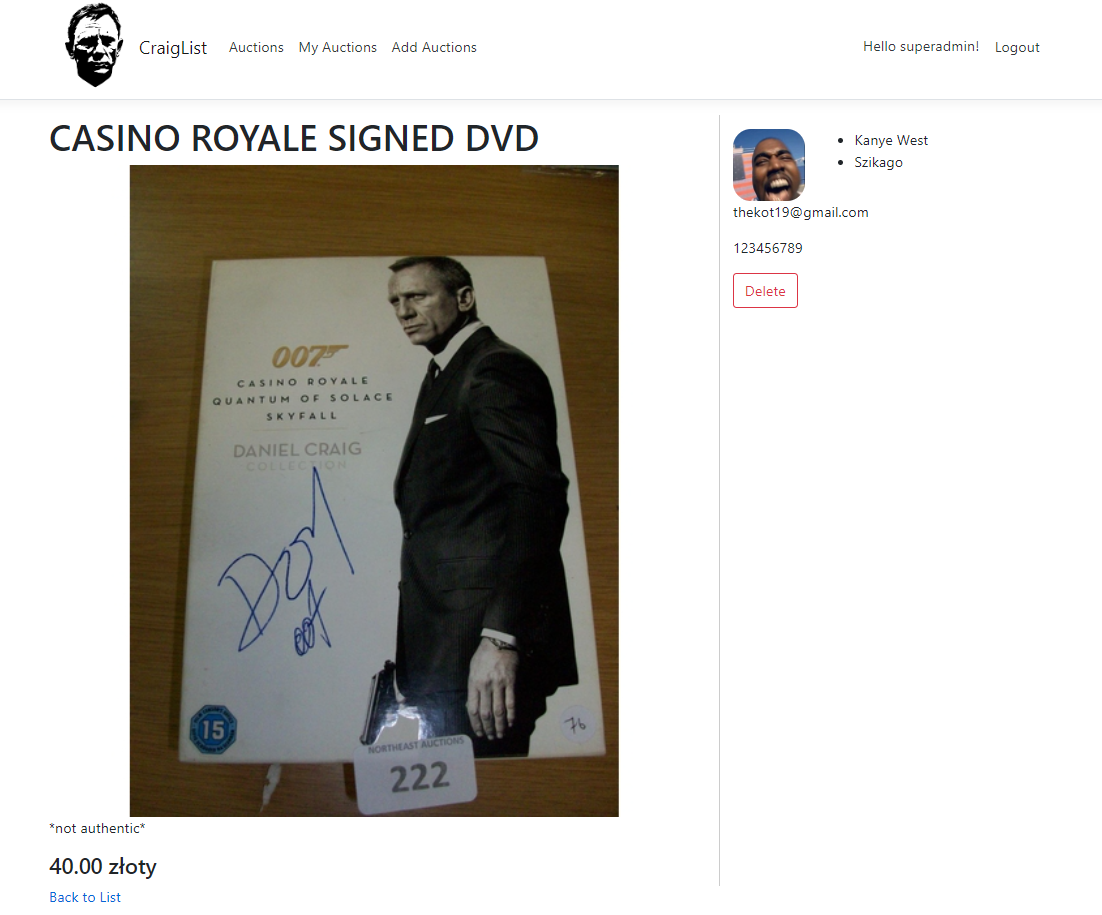 CraigList
Auctions My Auctions Add Auctions
Hello superadmin! Logout
CASINO ROYALE SIGNED DVD
007
CASINO ROYALE
QUANTUM OF SOLACE
SKYFALL
DANIEL CRAIG
COLLECTION
15
76
NORTHEAST AUCTIONS
222
*not authentic*
40.00 złoty
Back to List
Kanye West
Szikago
thekot19@gmail.com
123456789
Delete